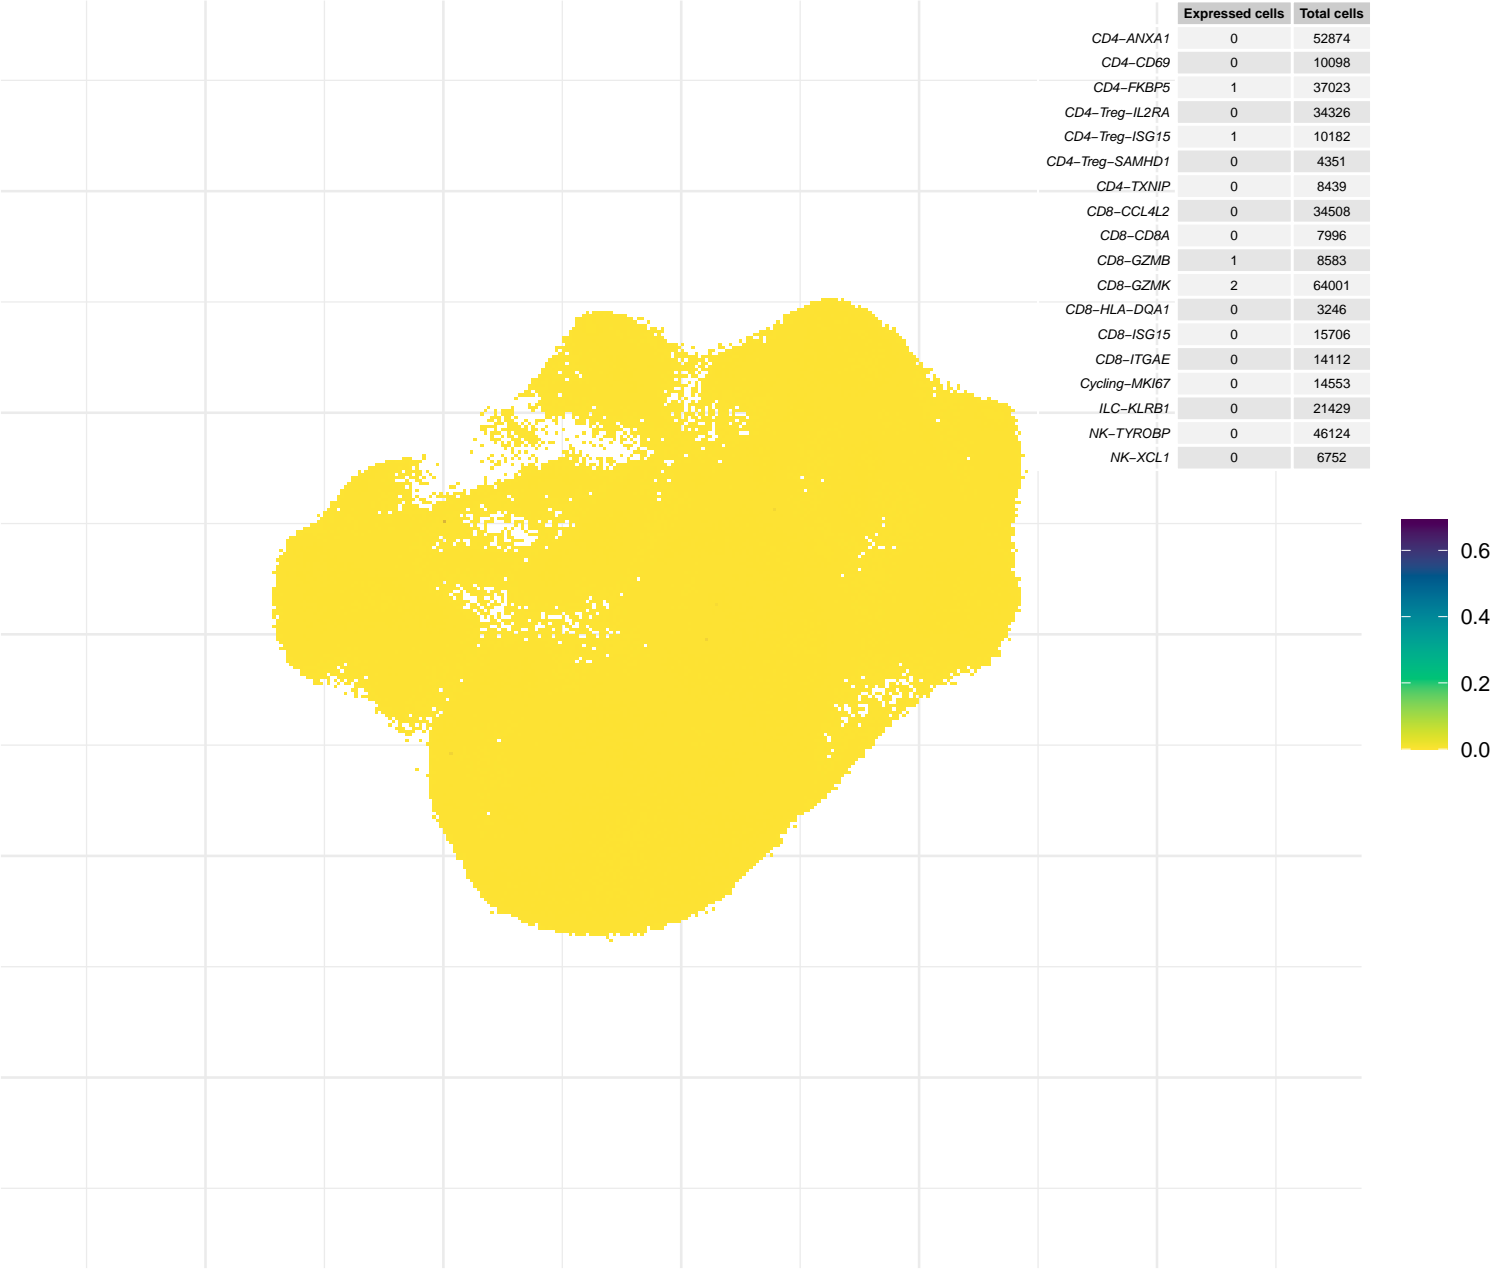 Expressed cells Total cells
CD4−ANXA1 0 52874
CD4−CD69 0 10098
CD4−FKBP5 1 37023
CD4−Treg−IL2RA 0 34326
CD4−Treg−ISG15 1 10182
CD4−Treg−SAMHD1 0 4351
CD4−TXNIP 0 8439
CD8−CCL4L2 0 34508
CD8−CD8A 0 7996
CD8−GZMB 1 8583
CD8−GZMK 2 64001
CD8−HLA−DQA1 0 3246
CD8−ISG15 0 15706
CD8−ITGAE 0 14112
Cycling−MKI67 0 14553
ILC−KLRB1 0 21429
NK−TYROBP 0 46124
NK−XCL1 0 6752
0.6
0.4
0.2
0.0